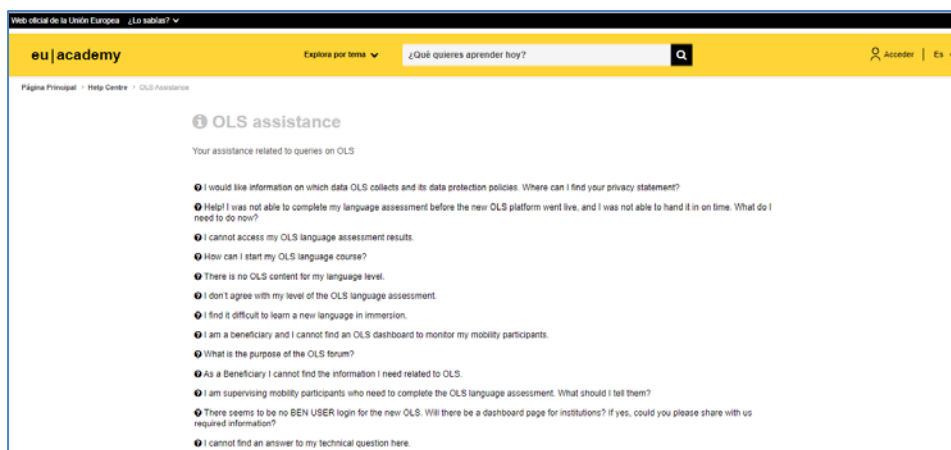 Web oficial de la Unión Europea ¿Lo sabías?
eu|academy
Explora por tema
¿Qué quieres aprender hoy?
Acceder | Es
Página Principal > Help Centre > OLS Assistance
OLS assistance
Your assistance related to queries on OLS
I would like information on which data OLS collects and its data protection policies. Where can I find your privacy statement?
Help! I was not able to complete my language assessment before the new OLS platform went live, and I was not able to hand it in on time. What do I
need to do now?
I cannot access my OLS language assessment results.
How can I start my OLS language course?
There is no OLS content for my language level.
I don't agree with my level of the OLS language assessment.
I find it difficult to learn a new language in immersion.
I am a beneficiary and I cannot find an OLS dashboard to monitor my mobility participants.
What is the purpose of the OLS forum?
As a Beneficiary I cannot find the information I need related to OLS.
I am supervising mobility participants who need to complete the OLS language assessment. What should I tell them?
There seems to be no BEN USER login for the new OLS. Will there be a dashboard page for institutions? If yes, could you please share with us
required information?
I cannot find an answer to my technical question here.